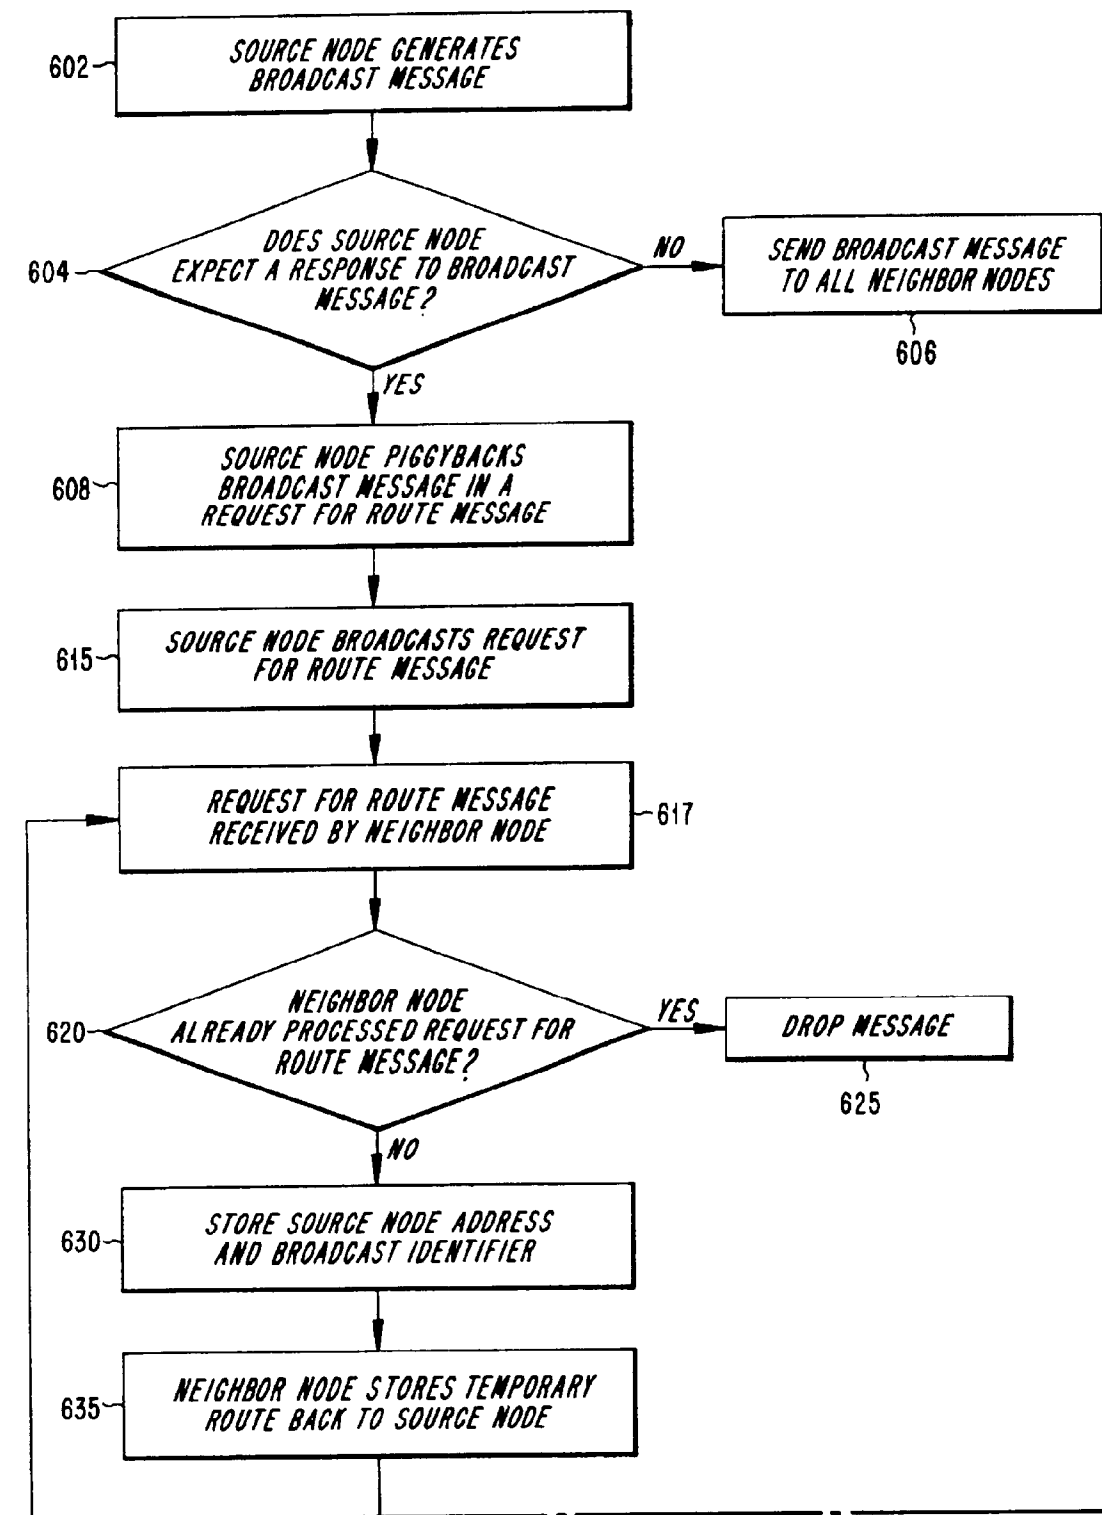 SOURCE NODE GENERATES
BROADCAST MESSAGE
602
DOES SOURCE NODE
EXPECT A RESPONSE TO BROADCAST
MESSAGE?
604
NO
SEND BROADCAST MESSAGE
TO ALL NEIGHBOR NODES
606
YES
SOURCE NODE PIGGYBACKS
BROADCAST MESSAGE IN A
REQUEST FOR ROUTE MESSAGE
608
SOURCE NODE BROADCASTS REQUEST
FOR ROUTE MESSAGE
615
REQUEST FOR ROUTE MESSAGE
RECEIVED BY NEIGHBOR NODE
617
NEIGHBOR NODE
ALREADY PROCESSED REQUEST FOR
ROUTE MESSAGE?
620
YES
DROP MESSAGE
625
NO
STORE SOURCE NODE ADDRESS
AND BROADCAST IDENTIFIER
630
NEIGHBOR NODE STORES TEMPORARY
ROUTE BACK TO SOURCE NODE
635